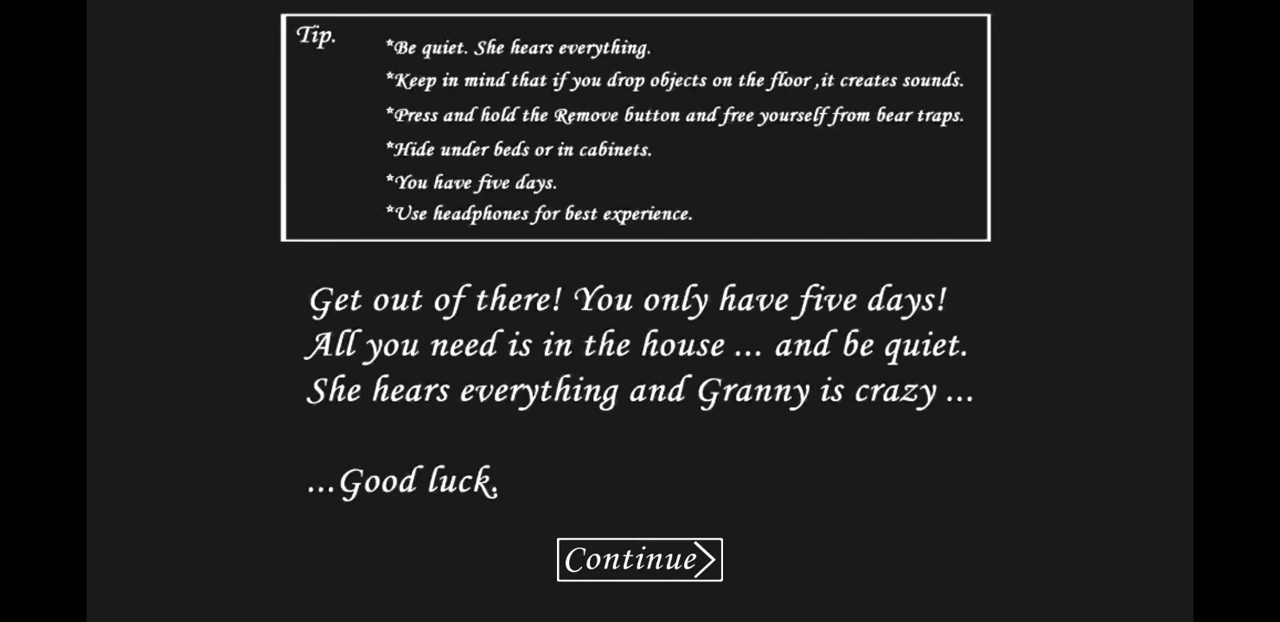 Tip.
*Be quiet. She hears everything.
*Keep in mind that if you drop objects on the floor ,it creates sounds.
*Press and hold the Remove button and free yourself from bear traps.
*Hide under beds or in cabinets.
*You have five days.
*Use headphones for best experience.
Get out of there! You only have five days!
All you need is in the house ... and be quiet.
She hears everything and Granny is crazy ...
...Good luck.
Continue